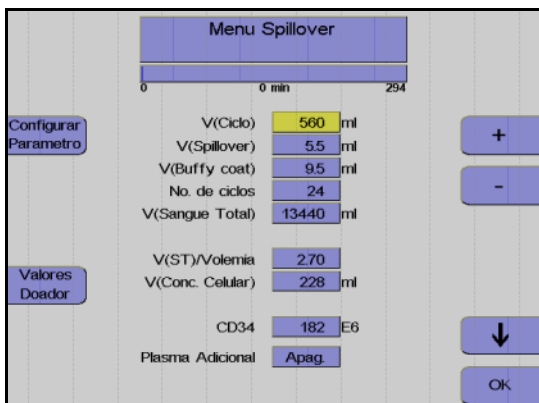 Menu Spillover
0 0 min 294
Configurar
Parametro
V(Ciclo) 560 ml
+
V(Spillover) 5.5 ml
V(Buffy coat) 9.5 ml
-
No. de ciclos 24
V(Sangue Total) 13440 ml
V(ST)/Volemia 2.70
Valores
Doador
V(Conc. Celular) 228 ml
CD34 182 E6
↓
Plasma Adicional Apag.
OK